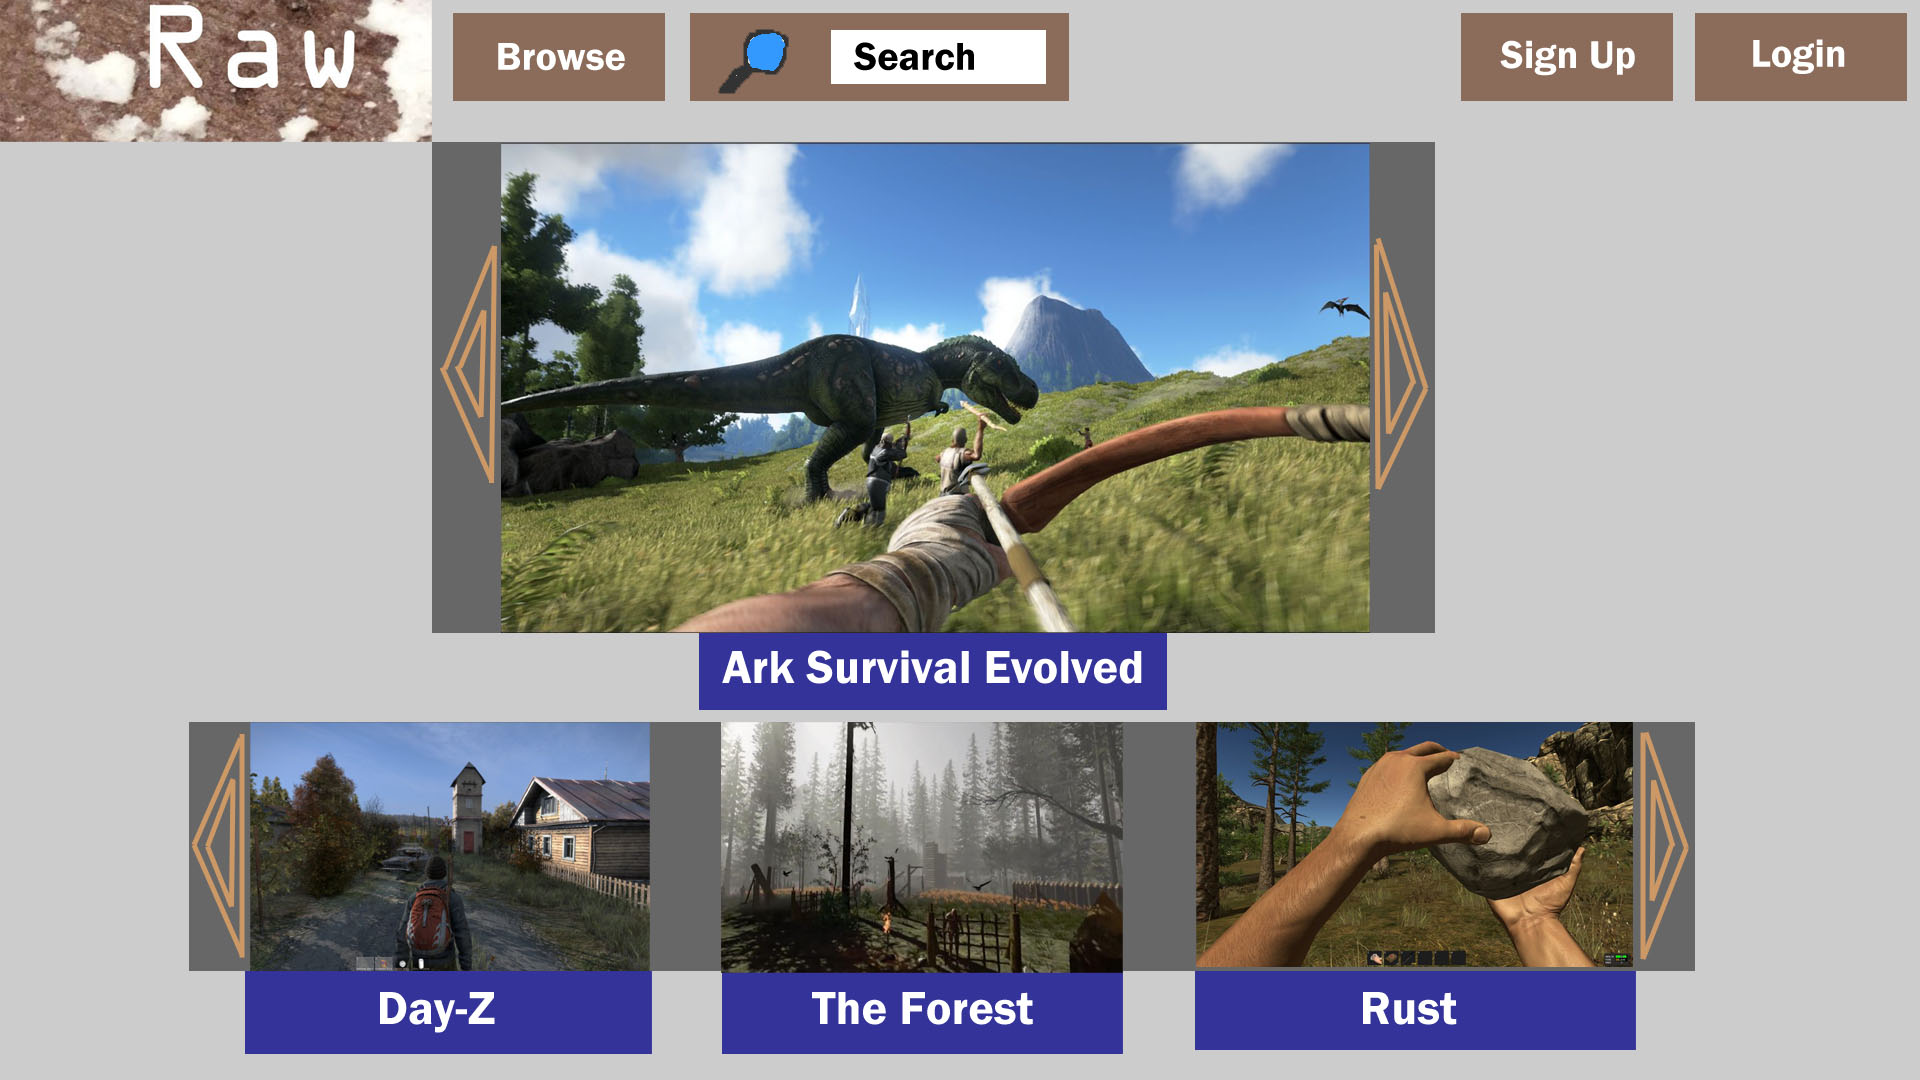 Raw
Browse
Search
Sign Up
Login
Ark Survival Evolved
Day-Z
The Forest
Rust